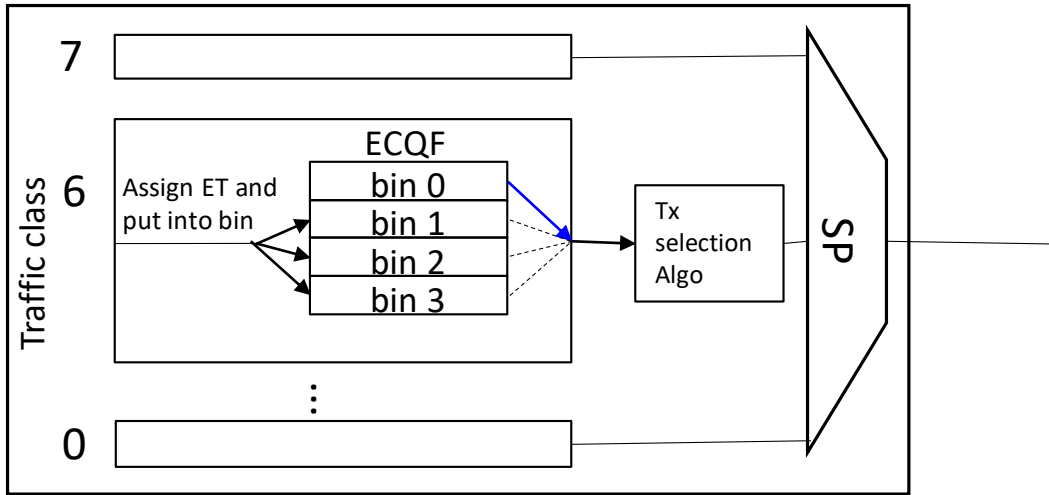 7
Traffic class
6
ECQF
Assign ET and
put into bin
bin 0
bin 1
bin 2
bin 3
Tx
selection
Algo
SP
⋮
0